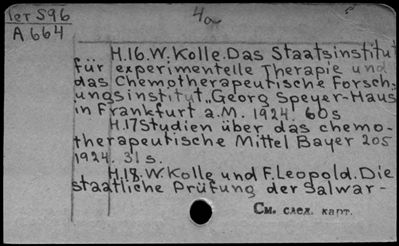 1er S96
4a
A 664
H.16. W. Kolle. Das Staatsinstitut
für experimentelle Therapie und
das Chemotherapeutische Forsch-
ungsinstitut „Georg Speyer-Haus
in Frankfurt a.M. 1924. 60s
H.17 Studien über das chemo-
therapeutische Mittel Bayer 205
1924. 31 s.
H.18. W. Kolle und F. Leopold. Die
staatliche Prüfung der Salwar-
См. след. карт.